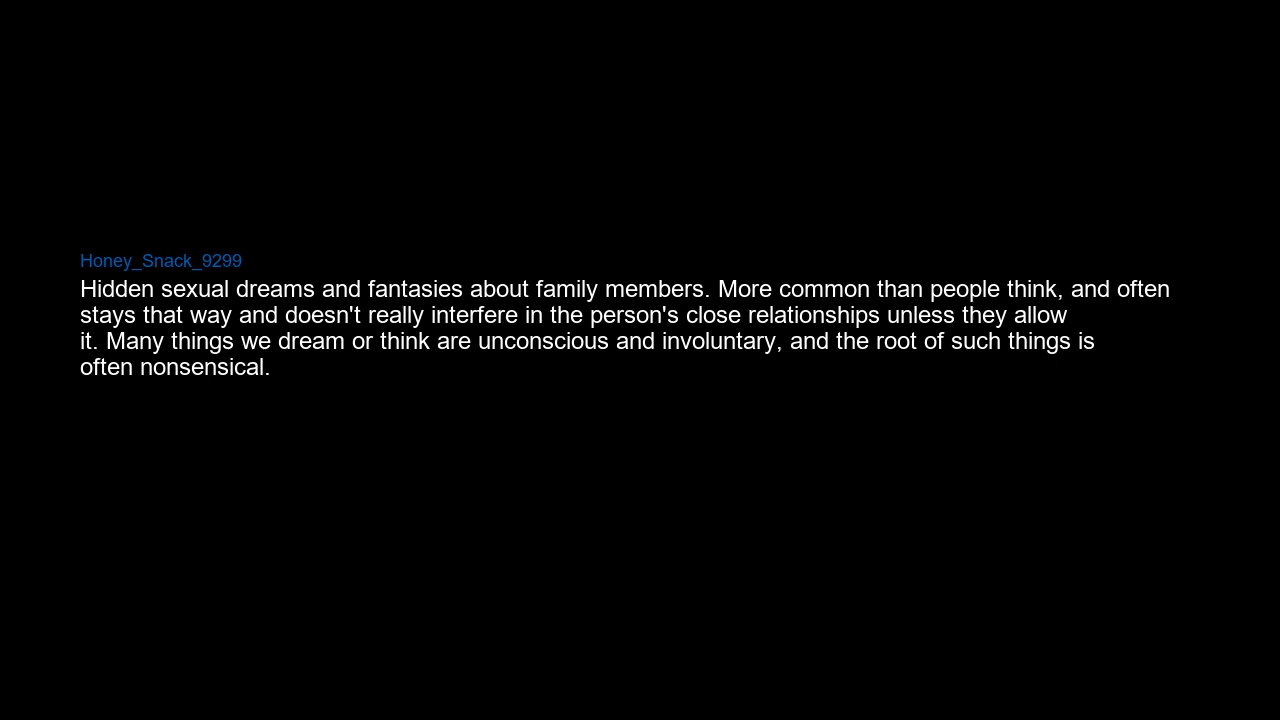 Honey_Snack_9299
Hidden sexual dreams and fantasies about family members. More common than people think, and often
stays that way and doesn't really interfere in the person's close relationships unless they allow
it. Many things we dream or think are unconscious and involuntary, and the root of such things is
often nonsensical.